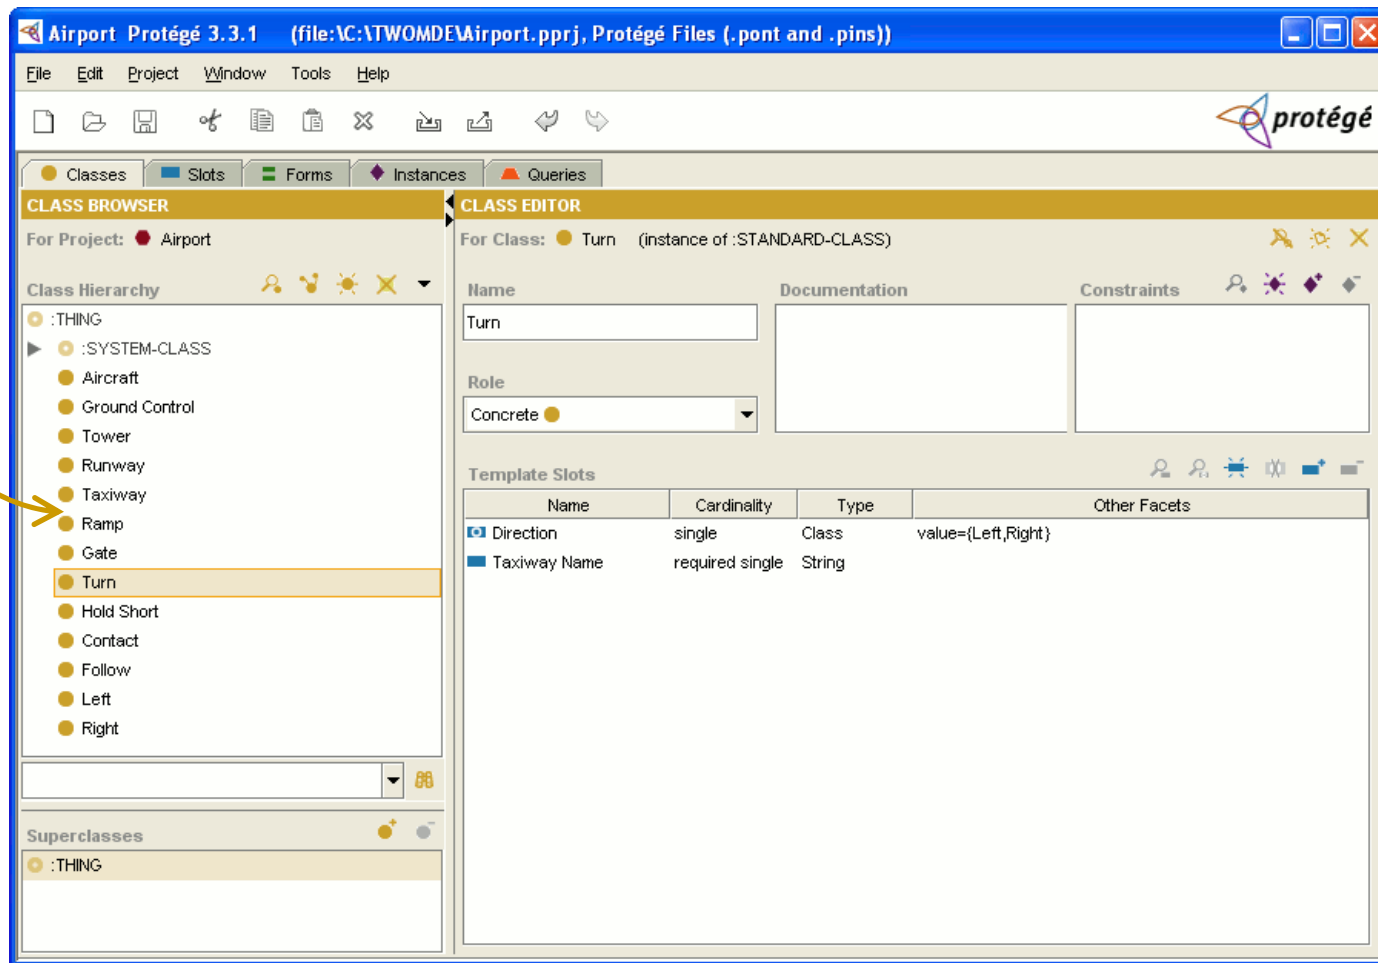 Airport Protégé 3.3.1 (file:\C:\TWOMDE\Airport.pprj, Protégé Files (.pont and .pins))
File Edit Project Window Tools Help
protégé
Classes Slots Forms Instances Queries
CLASS BROWSER
For Project: Airport
Class Hierarchy
:THING
:SYSTEM-CLASS
Aircraft
Ground Control
Tower
Runway
Taxiway
Ramp
Gate
Turn
Hold Short
Contact
Follow
Left
Right
Superclasses
:THING
CLASS EDITOR
For Class: Turn (instance of :STANDARD-CLASS)
Name Documentation Constraints
Turn
Role
Concrete
Template Slots
Name Cardinality Type Other Facets
Direction single Class value={Left,Right}
Taxiway Name required single String